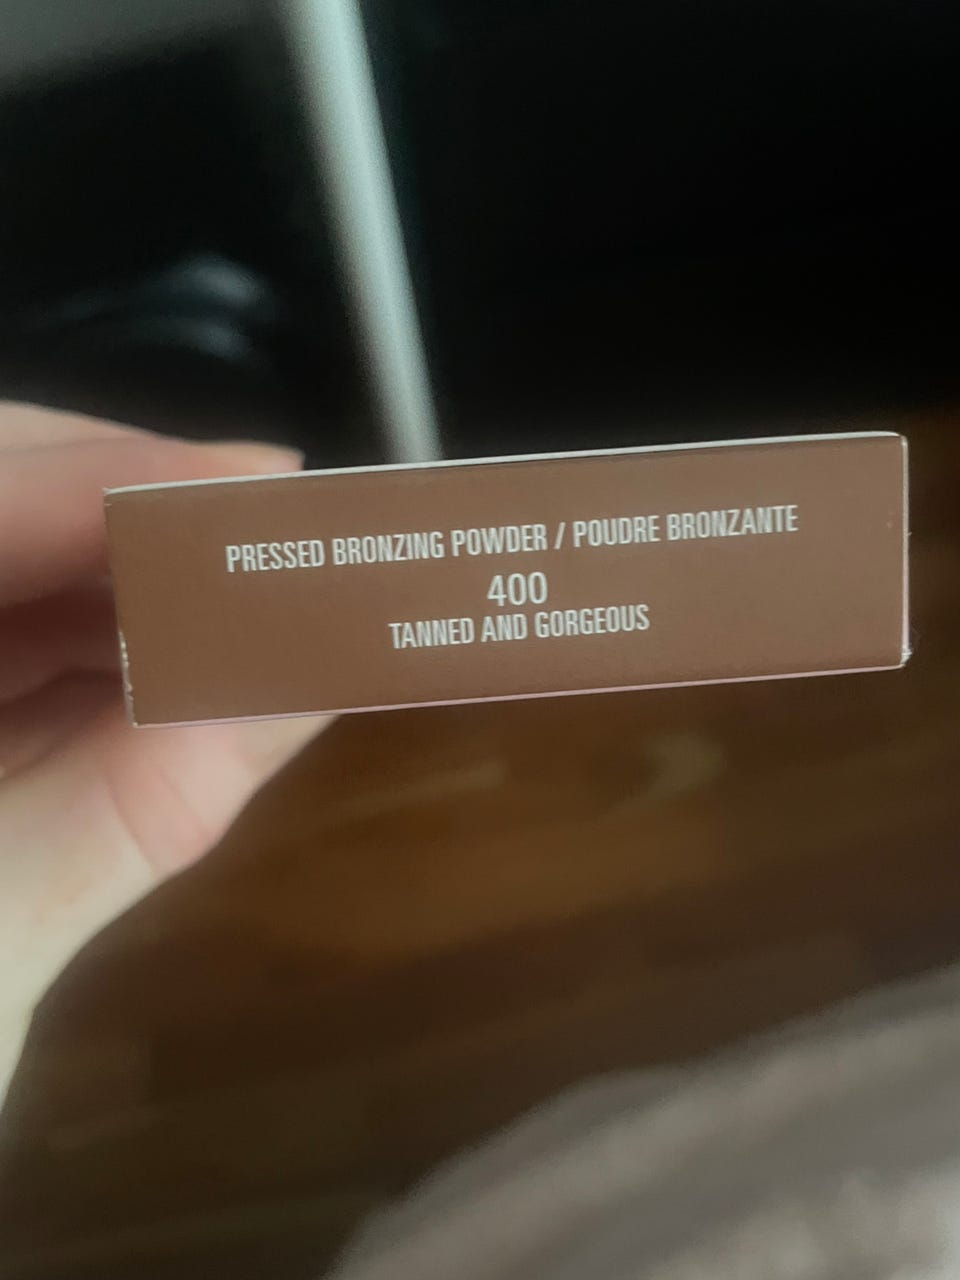 PRESSED BRONZING POWDER / POUDRE BRONZANTE
400
TANNED AND GORGEOUS